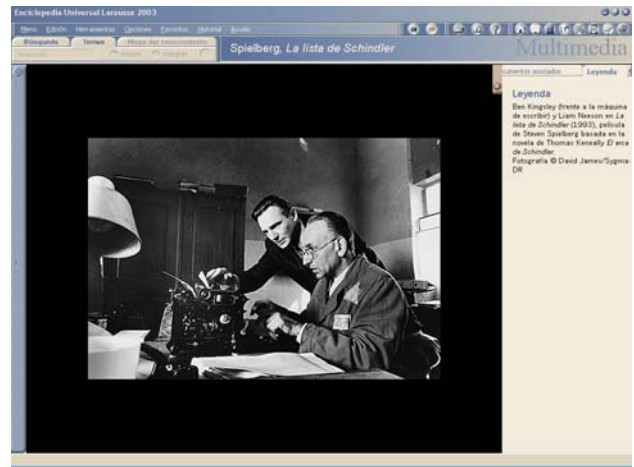 Enciclopedia Universal Larousse 2003
Menú Edición Herramientas Opciones Favoritos Historial Ayuda
Búsqueda Temas Mapa del conocimiento
Spielberg, La lista de Schindler
Multimedia
cumentos asociados Leyenda
Leyenda
Ben Kingsley (frente a la máquina
de escribir) y Liam Neeson en La
lista de Schindler (1993), película
de Steven Spielberg basada en la
novela de Thomas Keneally El arca
de Schindler.
Fotografía © David James/Sygma-
DR